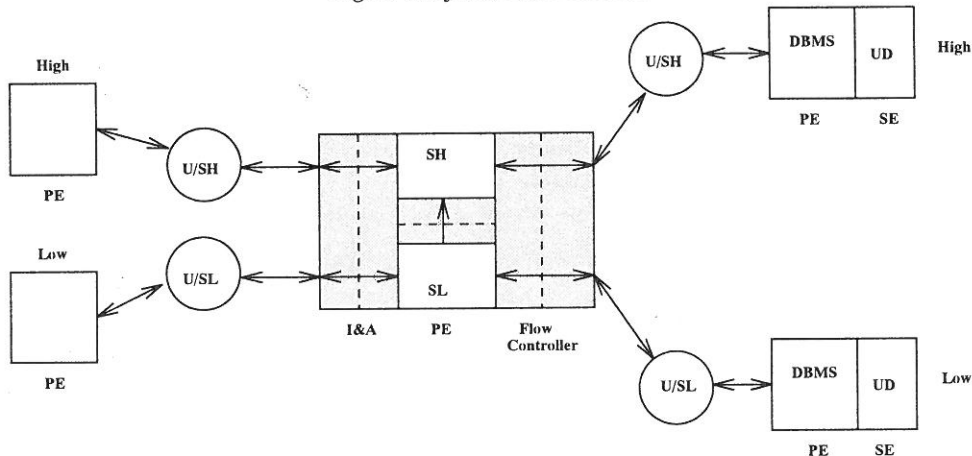 High
PE
U/SH
Low
PE
U/SL
SH
SL
I&A
PE
Flow
Controller
U/SH
DBMS
UD
High
PE
SE
U/SL
DBMS
UD
Low
PE
SE